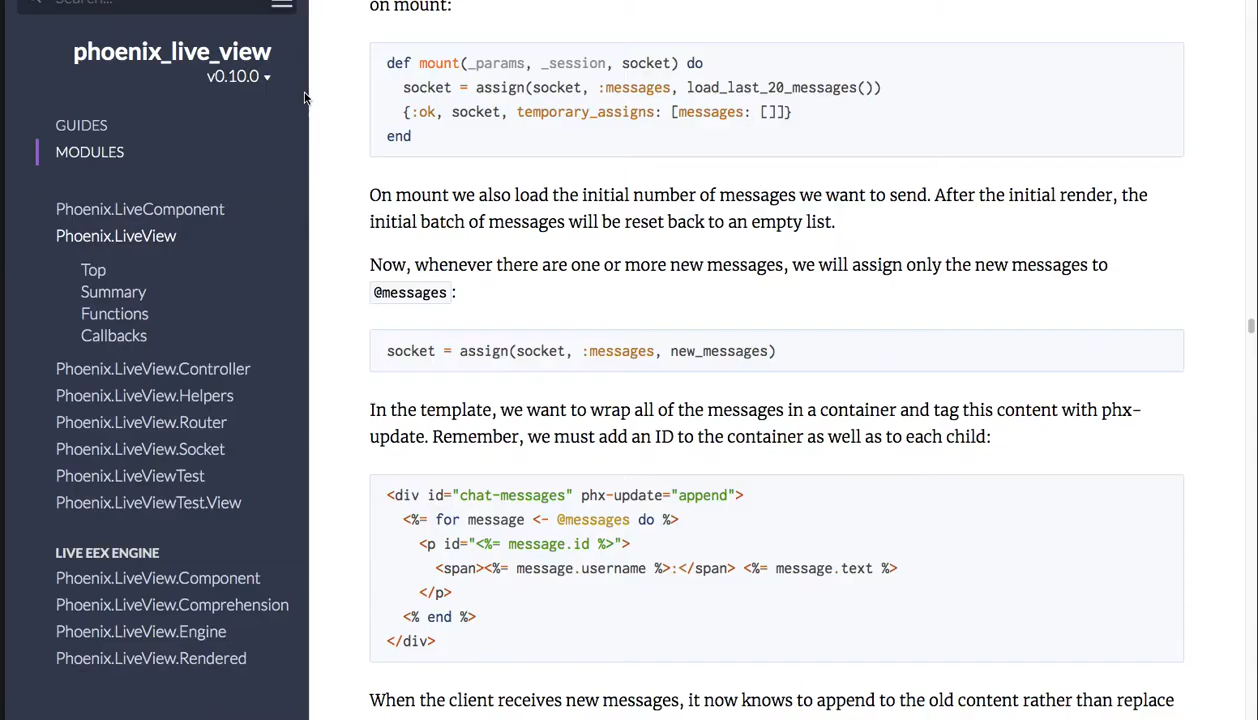 Search...
phoenix_live_view
v0.10.0
GUIDES
MODULES
Phoenix.LiveComponent
Phoenix.LiveView
Top
Summary
Functions
Callbacks
Phoenix.LiveView.Controller
Phoenix.LiveView.Helpers
Phoenix.LiveView.Router
Phoenix.LiveView.Socket
Phoenix.LiveViewTest
Phoenix.LiveViewTest.View
LIVE EEX ENGINE
Phoenix.LiveView.Component
Phoenix.LiveView.Comprehension
Phoenix.LiveView.Engine
Phoenix.LiveView.Rendered
on mount:
def mount(_params, _session, socket) do
  socket = assign(socket, :messages, load_last_20_messages())
  {:ok, socket, temporary_assigns: [messages: []]}
end
On mount we also load the initial number of messages we want to send. After the initial render, the
initial batch of messages will be reset back to an empty list.
Now, whenever there are one or more new messages, we will assign only the new messages to
@messages:
socket = assign(socket, :messages, new_messages)
In the template, we want to wrap all of the messages in a container and tag this content with phx-
update. Remember, we must add an ID to the container as well as to each child:
<div id="chat-messages" phx-update="append">
  <%= for message <- @messages do %>
    <p id="<%= message.id %>">
      <span><%= message.username %>:</span> <%= message.text %>
    </p>
  <% end %>
</div>
When the client receives new messages, it now knows to append to the old content rather than replace